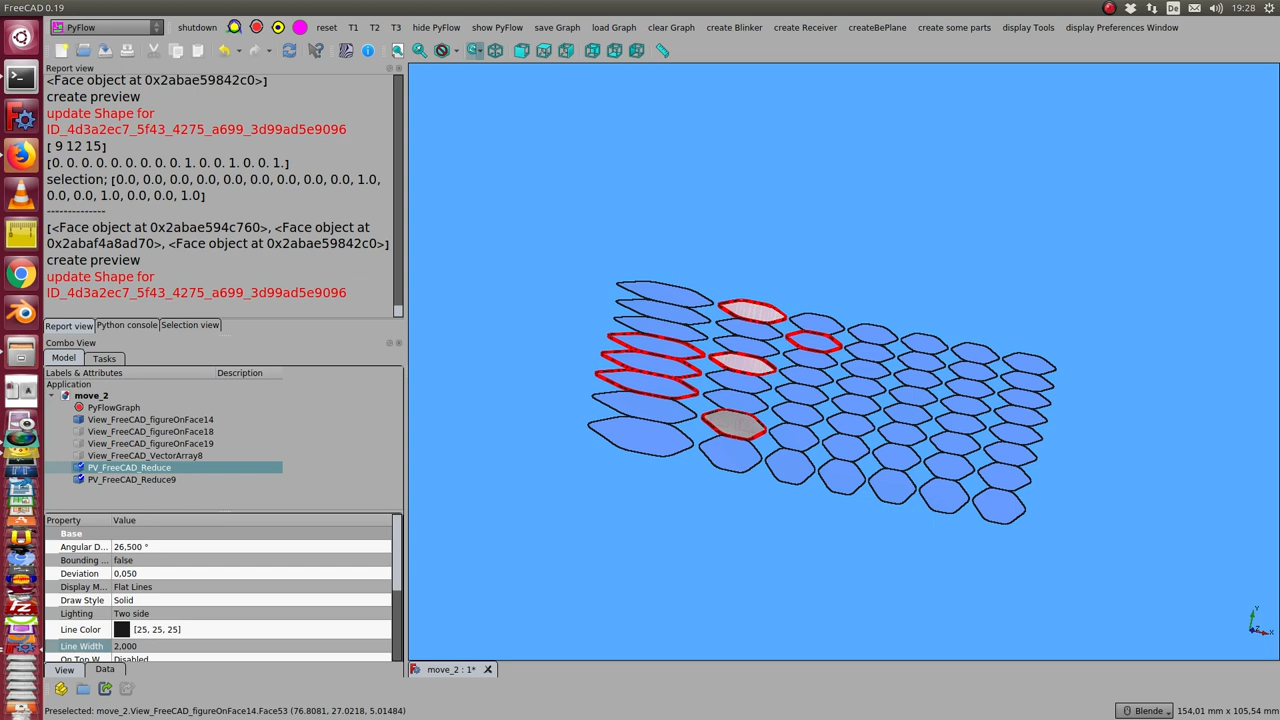 FreeCAD 0.19
De
19:28
PyFlow
shutdown
reset
T1
T2
T3
hide PyFlow
show PyFlow
save Graph
load Graph
clear Graph
create Blinker
create Receiver
createBePlane
create some parts
display Tools
display Preferences Window
Report view
<Face object at 0x2abae59842c0>]
create preview
update Shape for
ID_4d3a2ec7_5f43_4275_a699_3d99ad5e9096
[ 9 12 15]
[0. 0. 0. 0. 0. 0. 0. 0. 0. 1. 0. 0. 1. 0. 0. 1.]
selection; [0.0, 0.0, 0.0, 0.0, 0.0, 0.0, 0.0, 0.0, 0.0, 1.0,
0.0, 0.0, 1.0, 0.0, 0.0, 1.0]
--------------
[<Face object at 0x2abae594c760>, <Face object at
0x2abaf4a8ad70>, <Face object at 0x2abae59842c0>]
create preview
update Shape for
ID_4d3a2ec7_5f43_4275_a699_3d99ad5e9096
Report view
Python console
Selection view
Combo View
Model
Tasks
Labels & Attributes
Description
Application
move_2
PyFlowGraph
View_FreeCAD_figureOnFace14
View_FreeCAD_figureOnFace18
View_FreeCAD_figureOnFace19
View_FreeCAD_VectorArray8
PV_FreeCAD_Reduce
PV_FreeCAD_Reduce9
Property
Value
Base
Angular D... 26,500 °
Bounding ... false
Deviation 0,050
Display M... Flat Lines
Draw Style Solid
Lighting Two side
Line Color [25, 25, 25]
Line Width 2,000
On Top W... Disabled
View
Data
move_2 : 1*
Y
X
Preselected: move_2.View_FreeCAD_figureOnFace14.Face53 (76.8081, 27.0218, 5.01484)
Blende
154,01 mm x 105,54 mm